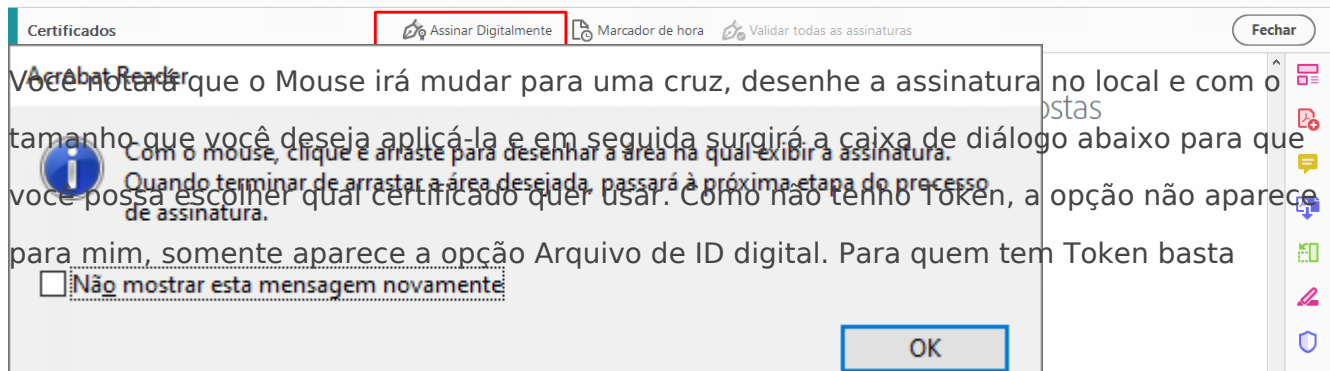 Certificados Assinar Digitalmente Marcador de hora Validar todas as assinaturas Fechar
Acrobat Reader
Você notará que o Mouse irá mudar para uma cruz, desenhe a assinatura no local e com o
ostas
tamanho que você deseja aplicá-la e em seguida surgirá a caixa de diálogo abaixo para que
Com o mouse, clique e arraste para desenhar a área na qual exibir a assinatura.
Quando terminar de arrastar a área desejada, passará à próxima etapa do processo
você possa escolher qual certificado quer usar. Como não tenho Token, a opção não aparece
de assinatura.
para mim, somente aparece a opção Arquivo de ID digital. Para quem tem Token basta
Não mostrar esta mensagem novamente
OK